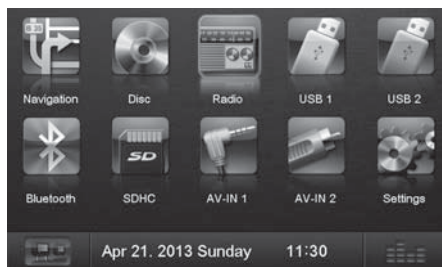 Navigation Disc Radio USB 1 USB 2
SD
Bluetooth SDHC AV-IN 1 AV-IN 2 Settings
Apr 21. 2013 Sunday 11:30